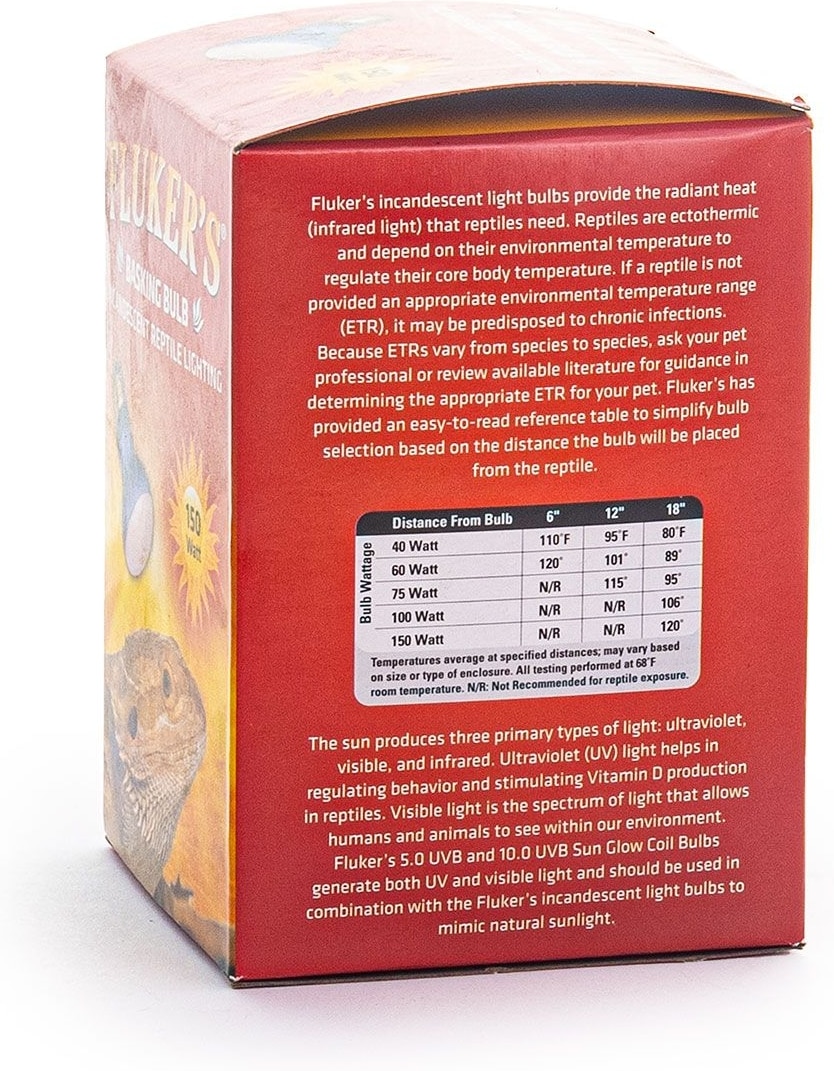 FLUKER'S®
BASKING BULB
REPTILE LIGHTING
150
Watt
Fluker's incandescent light bulbs provide the radiant heat
(infrared light) that reptiles need. Reptiles are ectothermic
and depend on their environmental temperature to
regulate their core body temperature. If a reptile is not
provided an appropriate environmental temperature range
(ETR), it may be predisposed to chronic infections.
Because ETRs vary from species to species, ask your pet
professional or review available literature for guidance in
determining the appropriate ETR for your pet. Fluker's has
provided an easy-to-read reference table to simplify bulb
selection based on the distance the bulb will be placed
from the reptile.
Distance From Bulb 6" 12" 18"
Bulb Wattage
40 Watt 110°F 95°F 80°F
60 Watt 120° 101° 89°
75 Watt N/R 115° 95°
100 Watt N/R N/R 106°
150 Watt N/R N/R 120°
Temperatures average at specified distances; may vary based
on size or type of enclosure. All testing performed at 68°F
room temperature. N/R: Not Recommended for reptile exposure.
The sun produces three primary types of light: ultraviolet,
visible, and infrared. Ultraviolet (UV) light helps in
regulating behavior and stimulating Vitamin D production
in reptiles. Visible light is the spectrum of light that allows
humans and animals to see within our environment.
Fluker's 5.0 UVB and 10.0 UVB Sun Glow Coil Bulbs
generate both UV and visible light and should be used in
combination with the Fluker's incandescent light bulbs to
mimic natural sunlight.